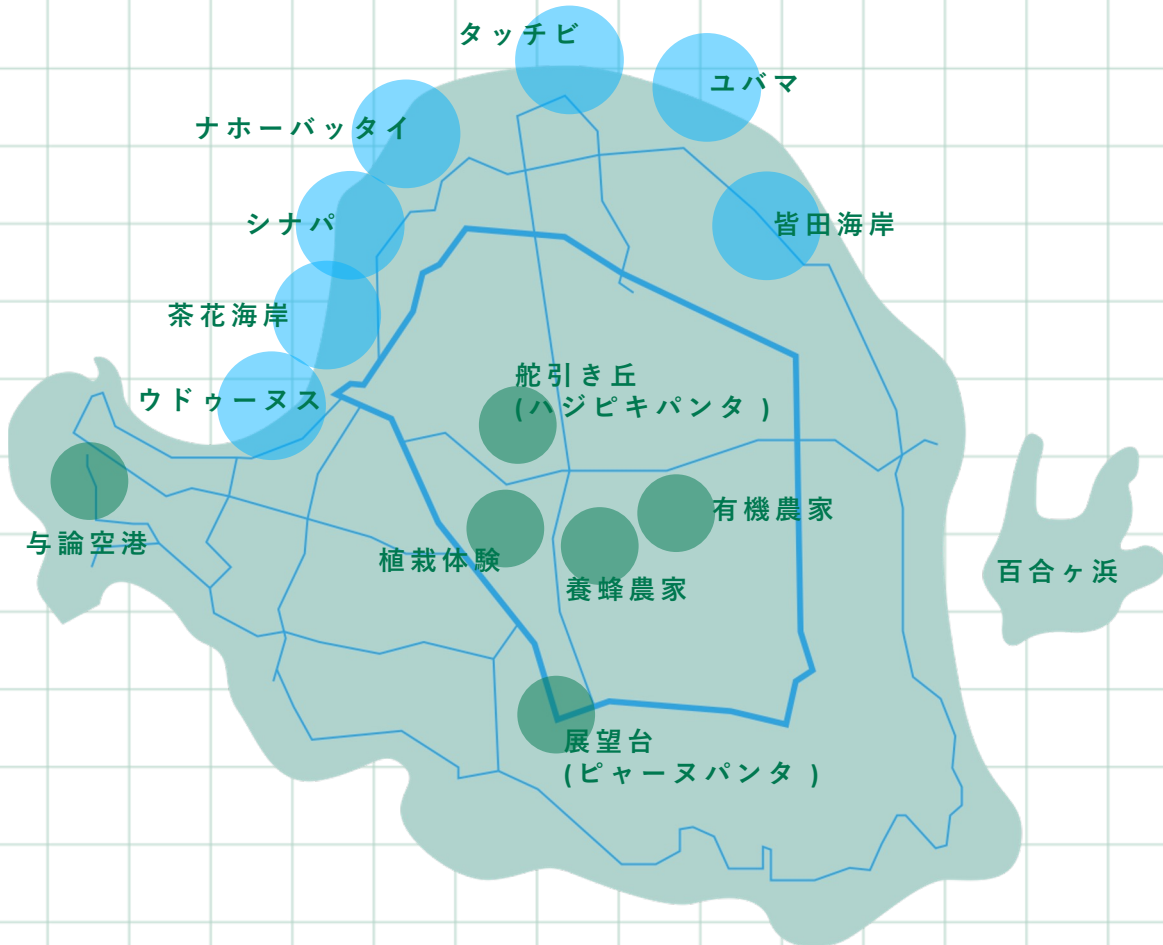 タッチビ
ユバマ
ナホーバッタイ
シナパ
皆田海岸
茶花海岸
舵引き丘
(ハジピキパンタ)
ウドゥーヌス
有機農家
与論空港
植栽体験
百合ヶ浜
養蜂農家
展望台
(ピャーヌパンタ)